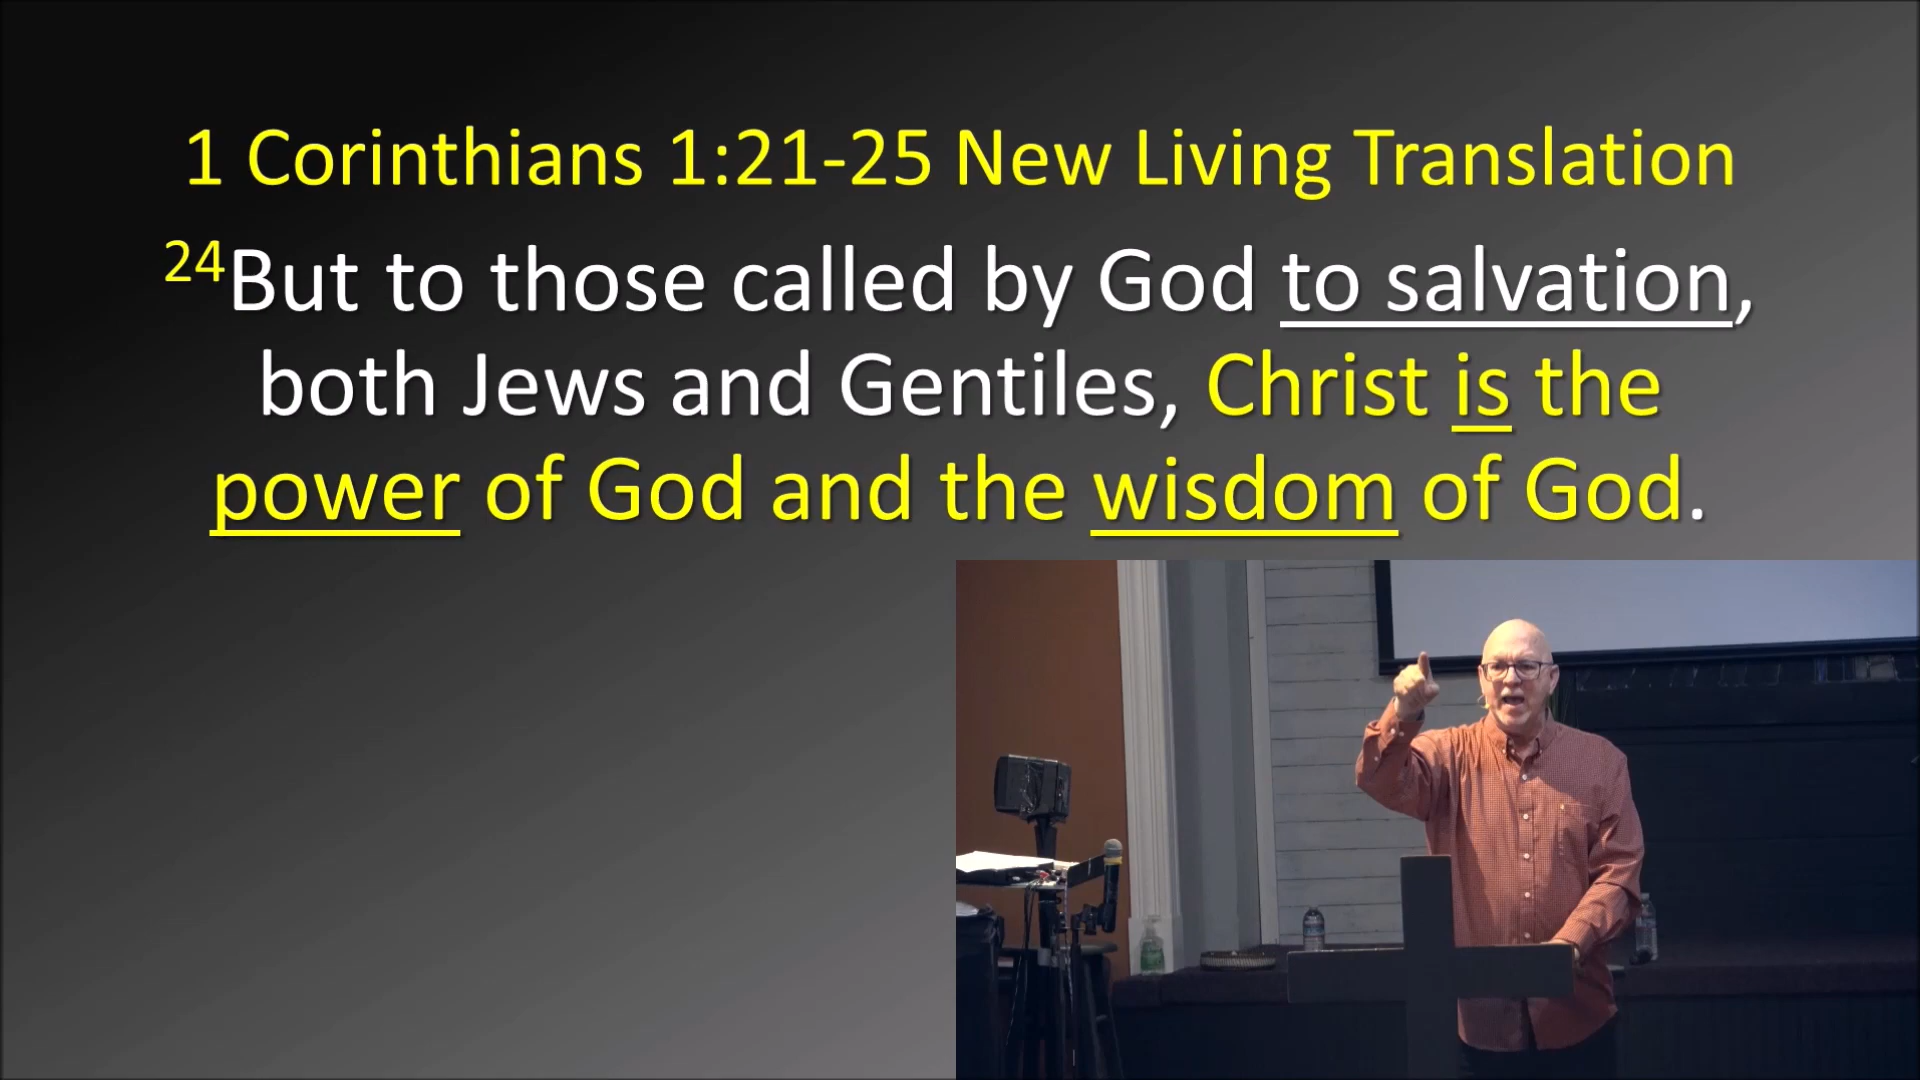 1 Corinthians 1:21-25 New Living Translation
24But to those called by God to salvation,
both Jews and Gentiles, Christ is the
power of God and the wisdom of God.